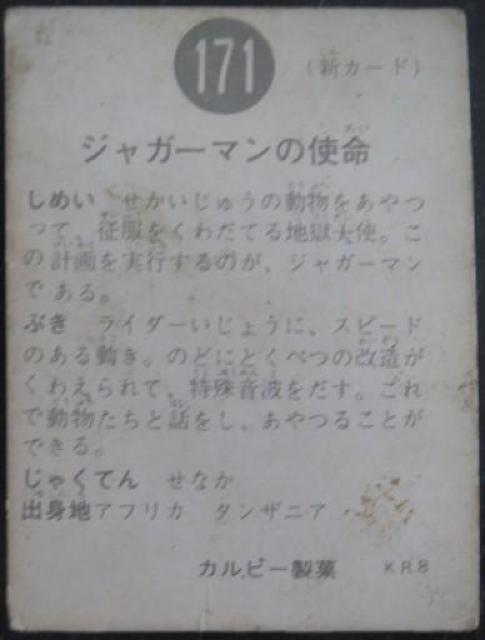 171
（新カード）
ジャガーマンの使命
しめい　せかいじゅうの動物をあやつ
つて、征服をくわだてる地獄大使。こ
の計画を実行するのが、ジャガーマン
である。
ぶき　ライダーいじょうに、スピード
のある動き。のどにとくべつの改造が
くわえられて、特殊音波をだす。これ
で動物たちと話をし、あやつることが
できる。
じゃくてん　せなか
出身地アフリカ　タンザニア
カルビー製菓　KR8